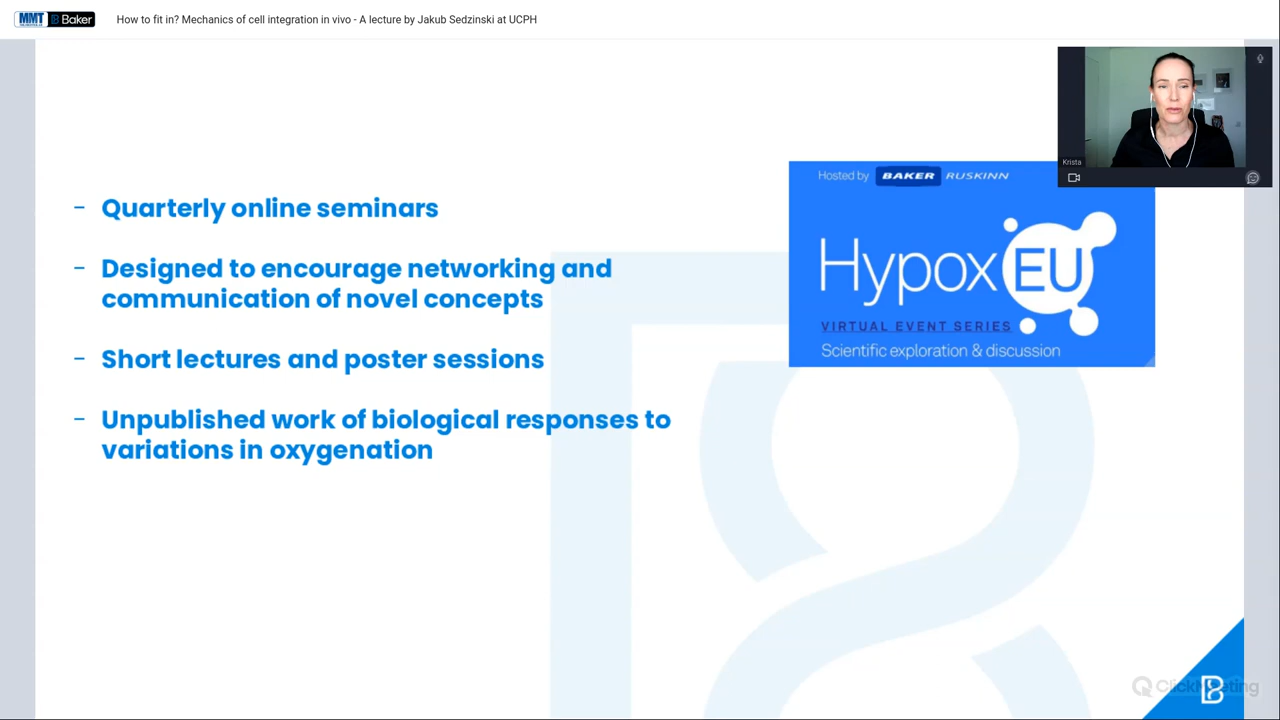 MMT Baker
How to fit in? Mechanics of cell integration in vivo - A lecture by Jakub Sedzinski at UCPH
Krista
- Quarterly online seminars
- Designed to encourage networking and
communication of novel concepts
- Short lectures and poster sessions
- Unpublished work of biological responses to
variations in oxygenation
Hosted by BAKER RUSKINN
HypoxEU
VIRTUAL EVENT SERIES
Scientific exploration & discussion
ClickMeeting
B